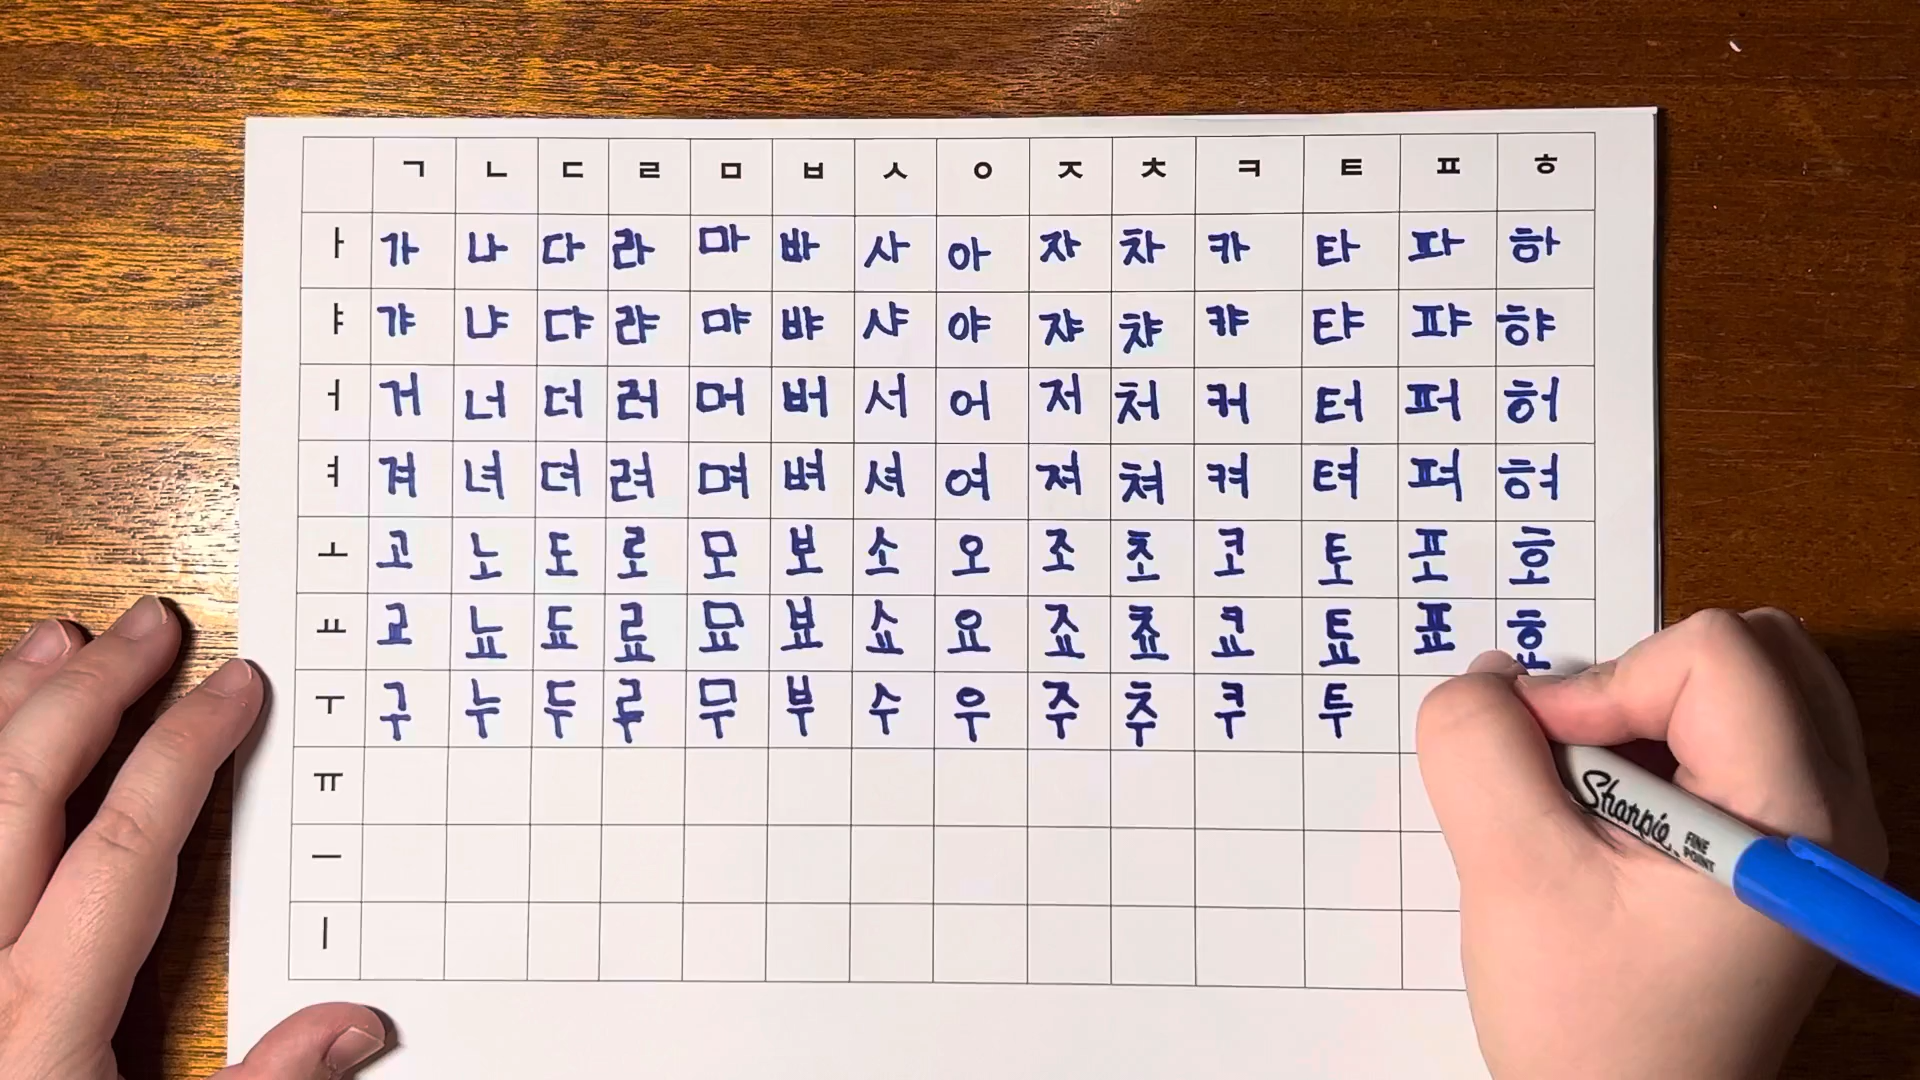 ㄱ ㄴ ㄷ ㄹ ㅁ ㅂ ㅅ ㅇ ㅈ ㅊ ㅋ ㅌ ㅍ ㅎ
ㅏ 가 나 다 라 마 바 사 아 자 차 카 타 파 하
ㅑ 갸 냐 댜 랴 먀 뱌 샤 야 쟈 챠 캬 탸 퍄 햐
ㅓ 거 너 더 러 머 버 서 어 저 처 커 터 퍼 허
ㅕ 겨 녀 뎌 려 며 벼 셔 여 져 쳐 켜 텨 펴 혀
ㅗ 고 노 도 로 모 보 소 오 조 초 코 토 포 호
ㅛ 교 뇨 됴 료 묘 뵤 쇼 요 죠 쵸 쿄 툐 표 효
ㅜ 구 누 두 루 무 부 수 우 주 추 쿠 투
ㅠ
ㅡ
ㅣ
Sharpie
FINE
POINT